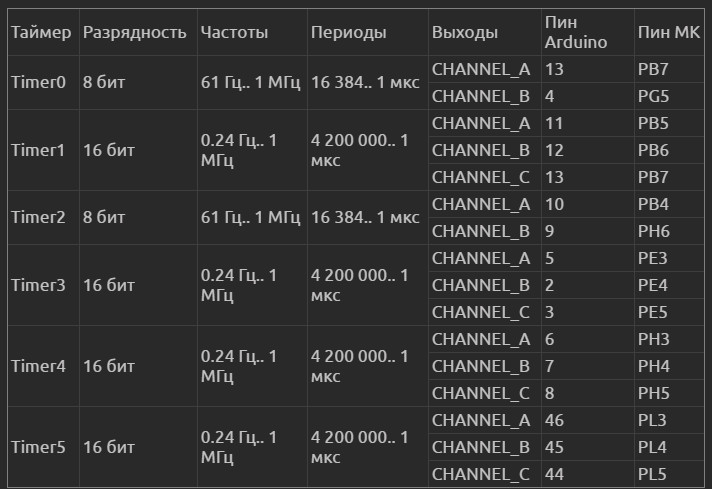 Таймер Разрядность Частоты Периоды Выходы Пин Arduino Пин МК
Timer0 8 бит 61 Гц.. 1 МГц 16 384.. 1 мкс CHANNEL_A 13 PB7
CHANNEL_B 4 PG5
Timer1 16 бит 0.24 Гц.. 1 МГц 4 200 000.. 1 мкс CHANNEL_A 11 PB5
CHANNEL_B 12 PB6
CHANNEL_C 13 PB7
Timer2 8 бит 61 Гц.. 1 МГц 16 384.. 1 мкс CHANNEL_A 10 PB4
CHANNEL_B 9 PH6
Timer3 16 бит 0.24 Гц.. 1 МГц 4 200 000.. 1 мкс CHANNEL_A 5 PE3
CHANNEL_B 2 PE4
CHANNEL_C 3 PE5
Timer4 16 бит 0.24 Гц.. 1 МГц 4 200 000.. 1 мкс CHANNEL_A 6 PH3
CHANNEL_B 7 PH4
CHANNEL_C 8 PH5
Timer5 16 бит 0.24 Гц.. 1 МГц 4 200 000.. 1 мкс CHANNEL_A 46 PL3
CHANNEL_B 45 PL4
CHANNEL_C 44 PL5